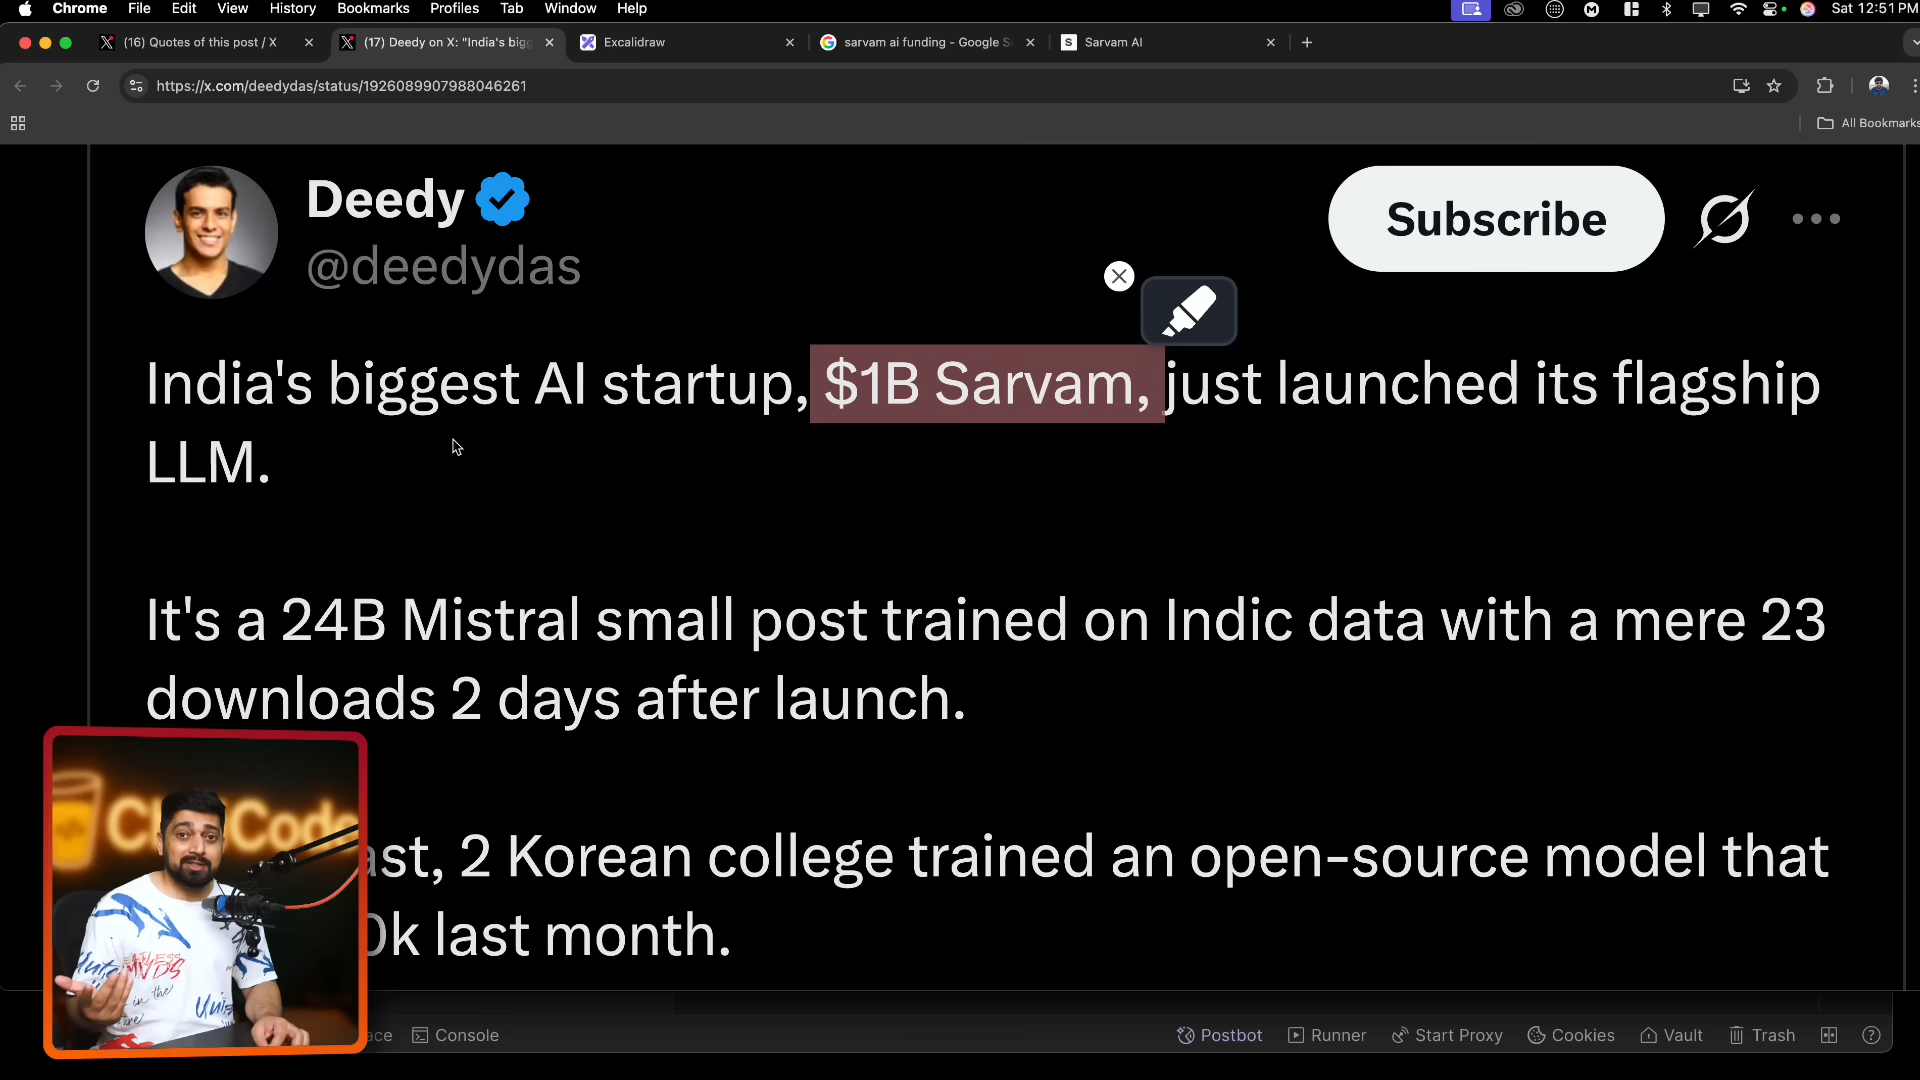 Chrome File Edit View History Bookmarks Profiles Tab Window Help Sat 12:51PM
(16) Quotes of this post / X
(17) Deedy on X: "India's bigg
Excalidraw
sarvam ai funding - Google S
Sarvam AI
https://x.com/deedydas/status/1926089907988046261
All Bookmarks
Deedy
@deedydas
Subscribe
India's biggest AI startup, $1B Sarvam, just launched its flagship
LLM.
It's a 24B Mistral small post trained on Indic data with a mere 23
downloads 2 days after launch.
ast, 2 Korean college trained an open-source model that
0k last month.
Console Postbot Runner Start Proxy Cookies Vault Trash